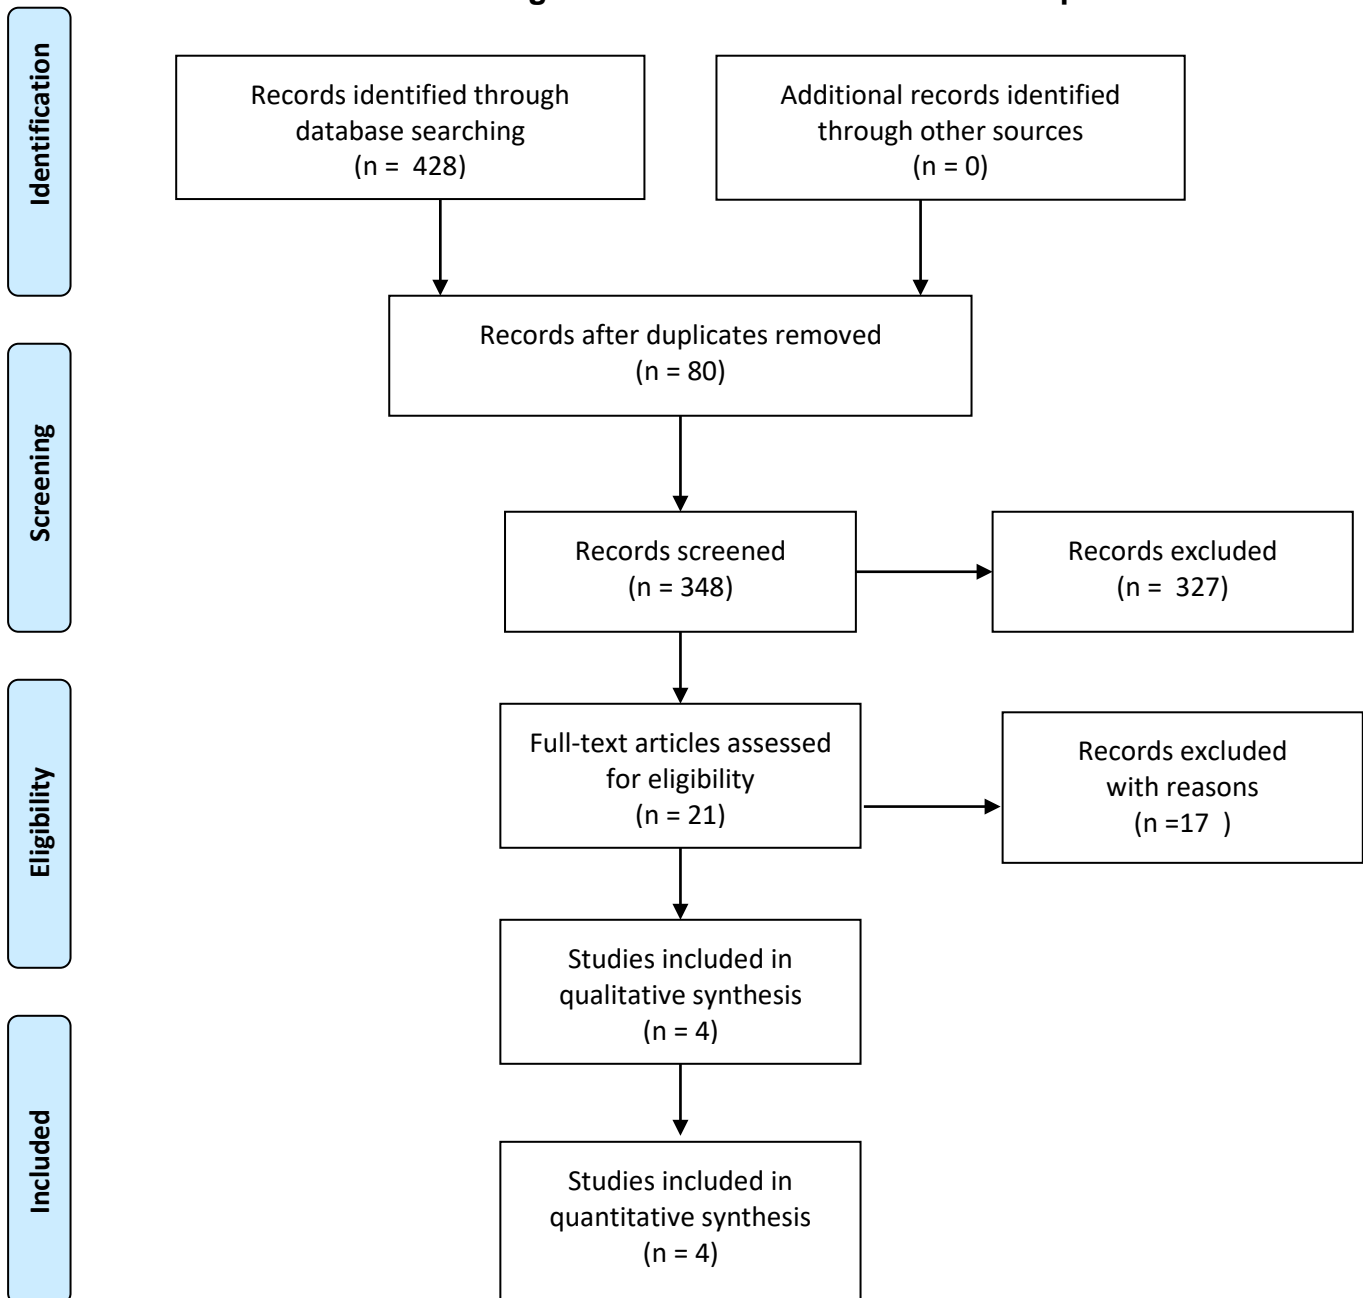 Identification
Records identified through
database searching
(n =  428)
Additional records identified
through other sources
(n = 0)
Records after duplicates removed
(n = 80)
Screening
Records screened
(n = 348)
Records excluded
(n =  327)
Eligibility
Full-text articles assessed
for eligibility
(n = 21)
Records excluded
with reasons
(n =17  )
Studies included in
qualitative synthesis
(n = 4)
Included
Studies included in
quantitative synthesis
(n = 4)